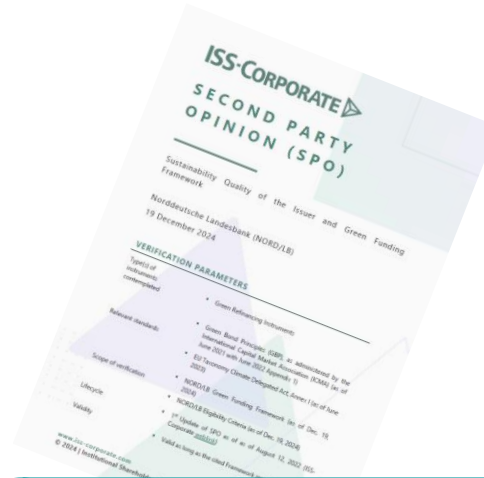 ISS-CORPORATE
SECOND PARTY
OPINION (SPO)
Sustainability Quality of the Issuer and Green Funding
Framework
Norddeutsche Landesbank (NORD/LB)
19 December 2024
VERIFICATION PARAMETERS
Type(s) of
instruments
contemplated
• Green Refinancing Instruments
Relevant standards
• Green Bond Principles (GBP), as administered by the
International Capital Market Association (ICMA) (as of
June 2021 with June 2022 Appendix 1)
• EU Taxonomy Climate Delegated Act, Annex I (as of June
2023)
Scope of verification
• NORD/LB Green Funding Framework (as of Dec. 19,
2024)
• NORD/LB Eligibility Criteria (as of Dec. 19, 2024)
Lifecycle
• 1st Update of SPO as of as of August 12, 2022 (ISS-
Corporate
Validity
• Valid as long as the cited Framework
www.iss-corporate.com
© 2024 | Institutional Sharehold